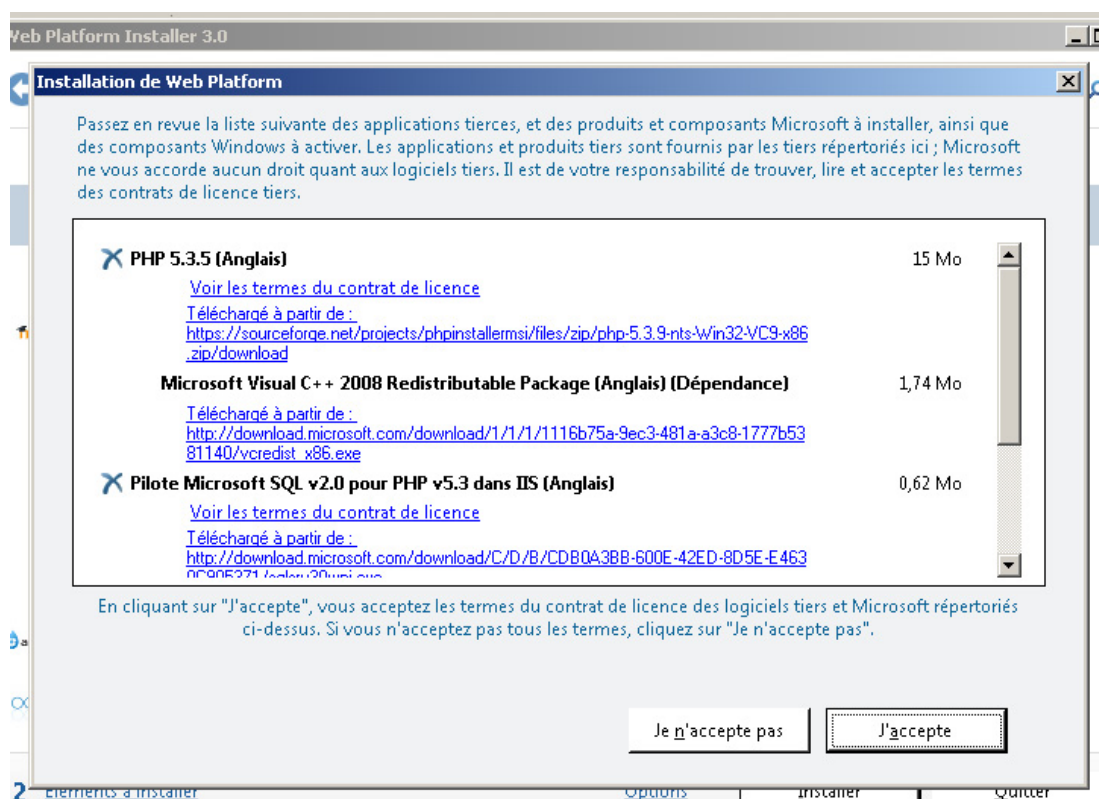 Web Platform Installer 3.0
Installation de Web Platform
Passez en revue la liste suivante des applications tierces, et des produits et composants Microsoft à installer, ainsi que
des composants Windows à activer. Les applications et produits tiers sont fournis par les tiers répertoriés ici ; Microsoft
ne vous accorde aucun droit quant aux logiciels tiers. Il est de votre responsabilité de trouver, lire et accepter les termes
des contrats de licence tiers.
PHP 5.3.5 (Anglais) 15 Mo
Voir les termes du contrat de licence
Téléchargé à partir de :
https://sourceforge.net/projects/phpinstallermsi/files/zip/php-5.3.9-nts-Win32-VC9-x86
.zip/download
Microsoft Visual C++ 2008 Redistributable Package (Anglais) (Dépendance) 1,74 Mo
Téléchargé à partir de :
http://download.microsoft.com/download/1/1/1/1116b75a-9ec3-481a-a3c8-1777b53
81140/vcredist_x86.exe
Pilote Microsoft SQL v2.0 pour PHP v5.3 dans IIS (Anglais) 0,62 Mo
Voir les termes du contrat de licence
Téléchargé à partir de :
http://download.microsoft.com/download/C/D/B/CDB0A3BB-600E-42ED-8D5E-E463
En cliquant sur "J'accepte", vous acceptez les termes du contrat de licence des logiciels tiers et Microsoft répertoriés
ci-dessus. Si vous n'acceptez pas tous les termes, cliquez sur "Je n'accepte pas".
Je n'accepte pas J'accepte
2 Eléments à installer Options Installer Quitter